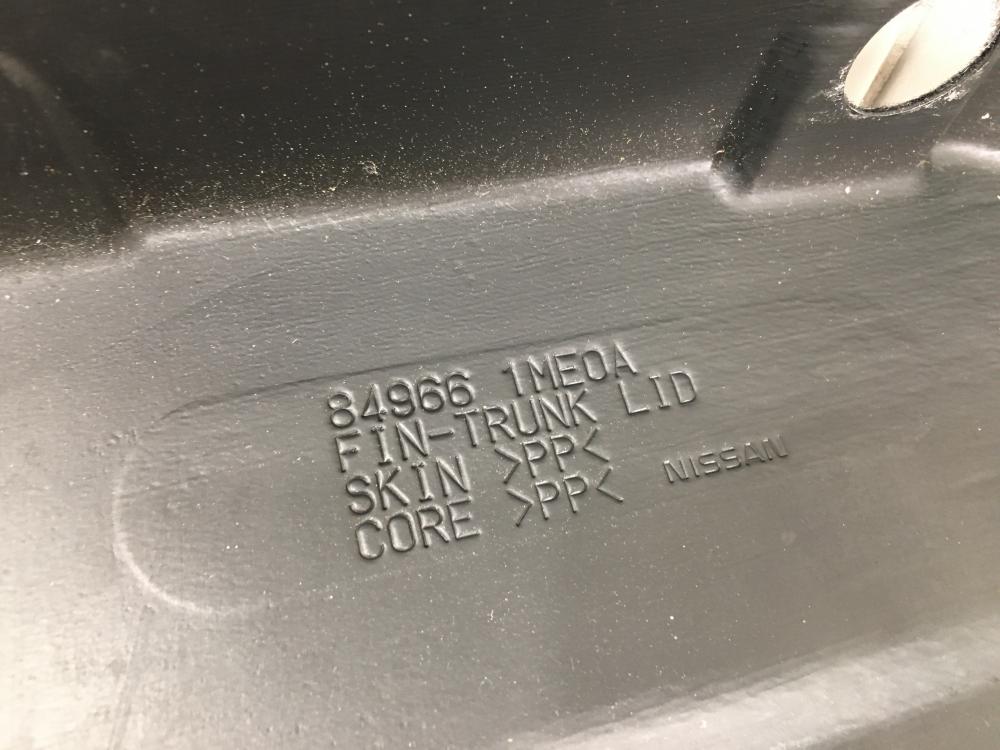 84966 1ME0A
FIN-TRUNK LID
SKIN >PP<
CORE >PP<
NISSAN